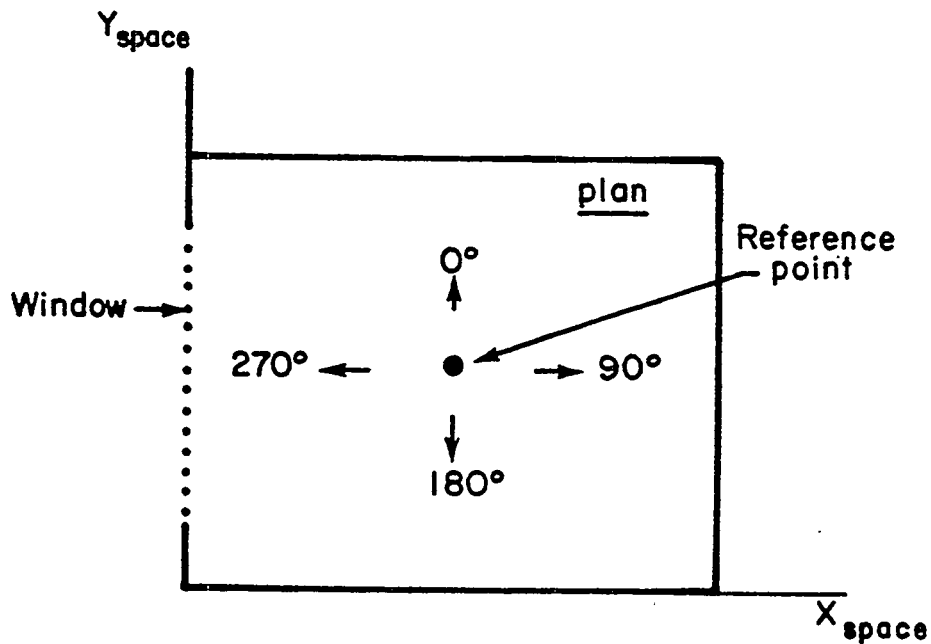 Yspace
plan
Reference
point
0°
Window
270°
90°
180°
Xspace